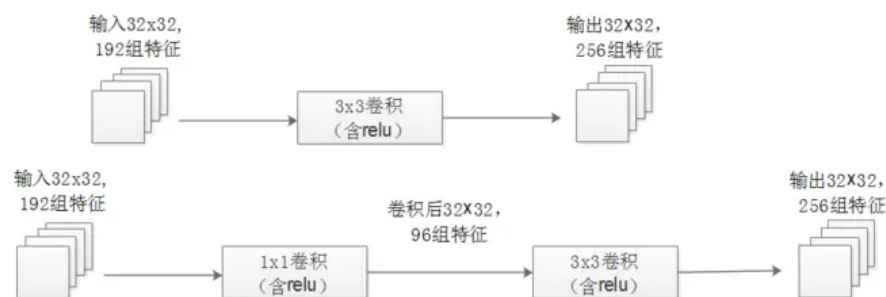 输入32x32,
192组特征
输出32X32，
256组特征
3x3卷积
（含relu）
输入32x32,
192组特征
卷积后32X32，
96组特征
输出32X32，
256组特征
1x1卷积
（含relu）
3x3卷积
（含relu）